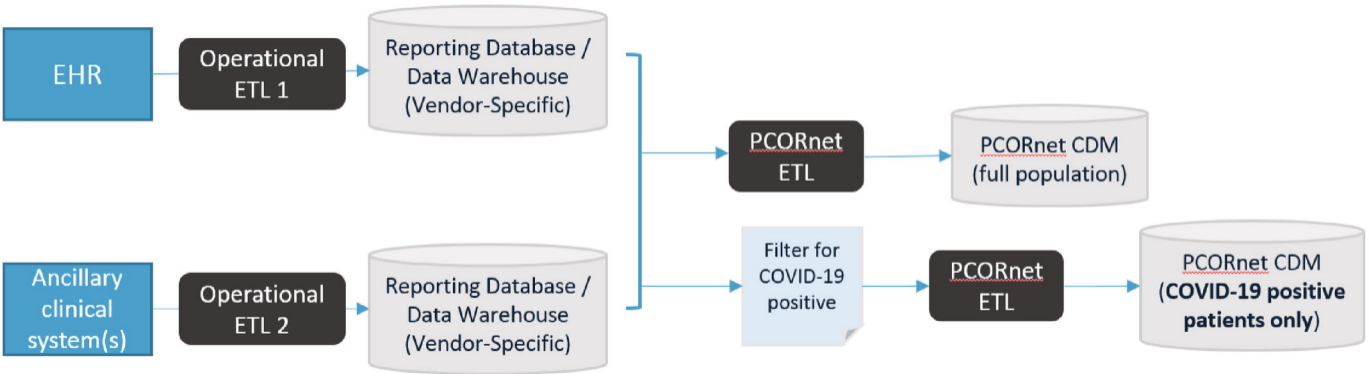 EHR
Operational
ETL 1
Reporting Database /
Data Warehouse
(Vendor-Specific)
PCORnet
ETL
PCORnet CDM
(full population)
Ancillary
clinical
system(s)
Operational
ETL 2
Reporting Database /
Data Warehouse
(Vendor-Specific)
Filter for
COVID-19
positive
PCORnet
ETL
PCORnet CDM
(COVID-19 positive
patients only)